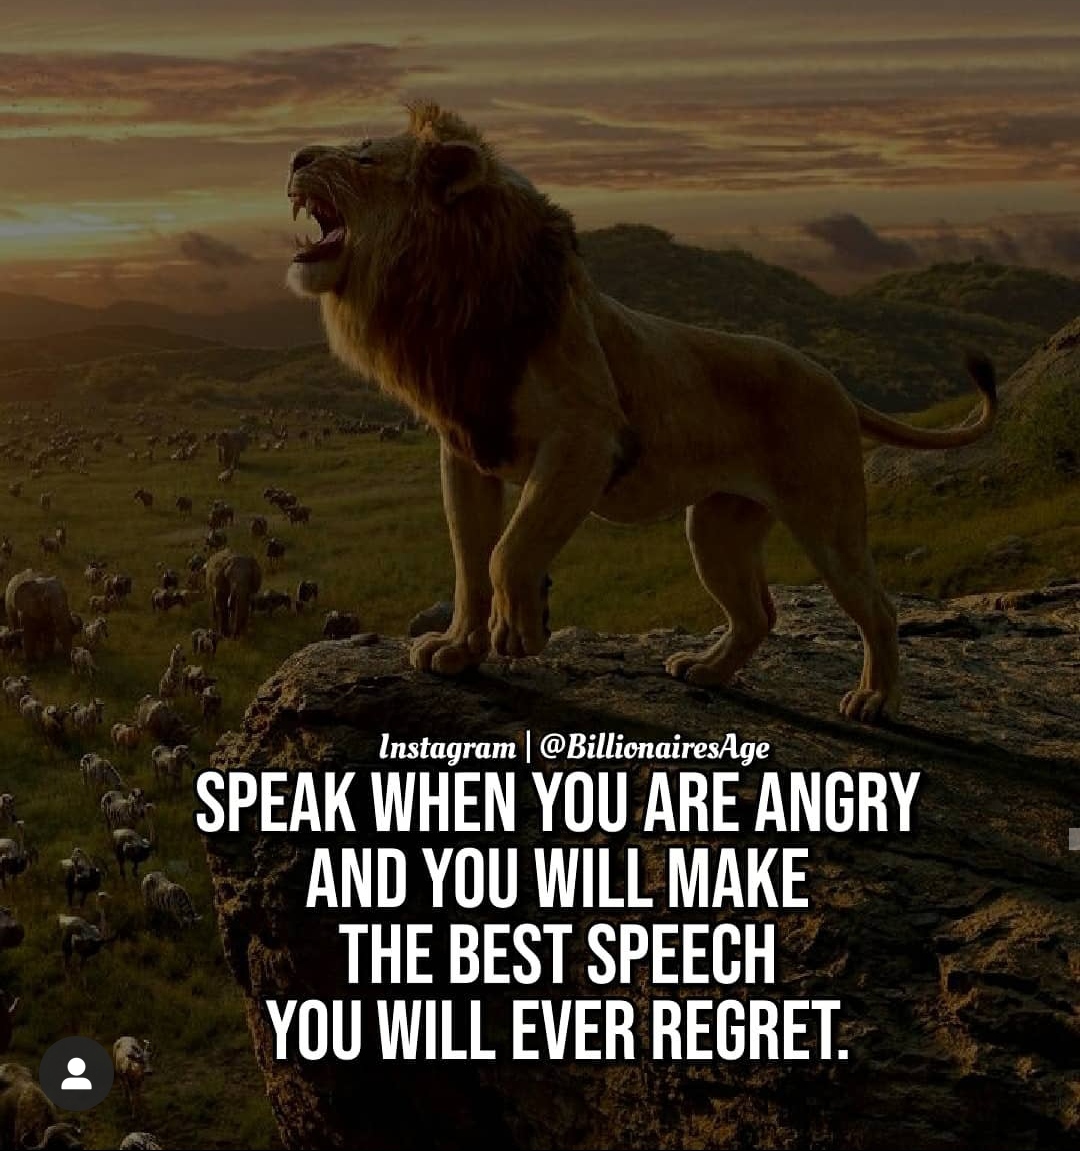 Instagram | @BillionairesAge
SPEAK WHEN YOU ARE ANGRY
AND YOU WILL MAKE
THE BEST SPEECH
YOU WILL EVER REGRET.